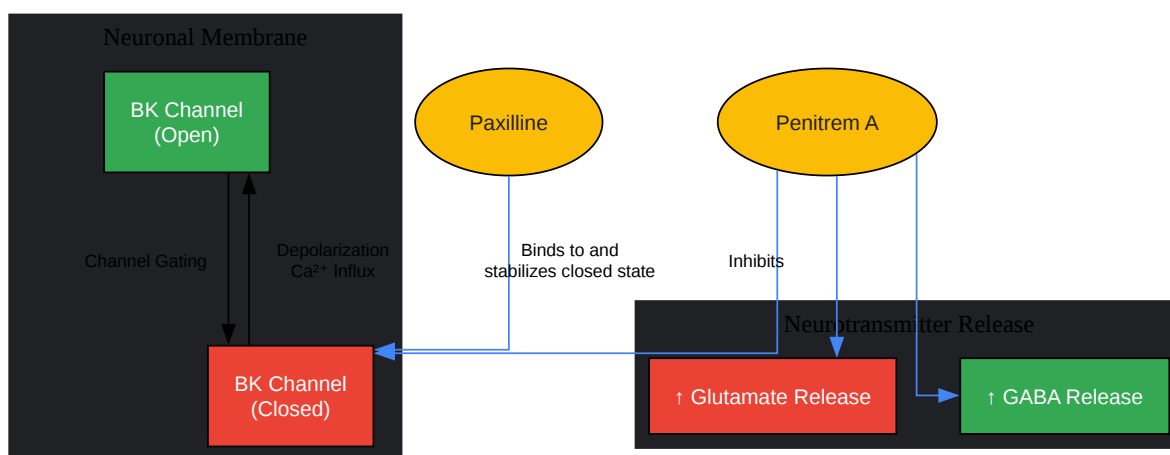 Neuronal Membrane
BK Channel
(Open)
Paxilline
Penitrem A
Channel Gating
Depolarization
Ca²⁺ Influx
Binds to and
stabilizes closed state
Inhibits
Neurotransmitter Release
BK Channel
(Closed)
↑ Glutamate Release
↑ GABA Release